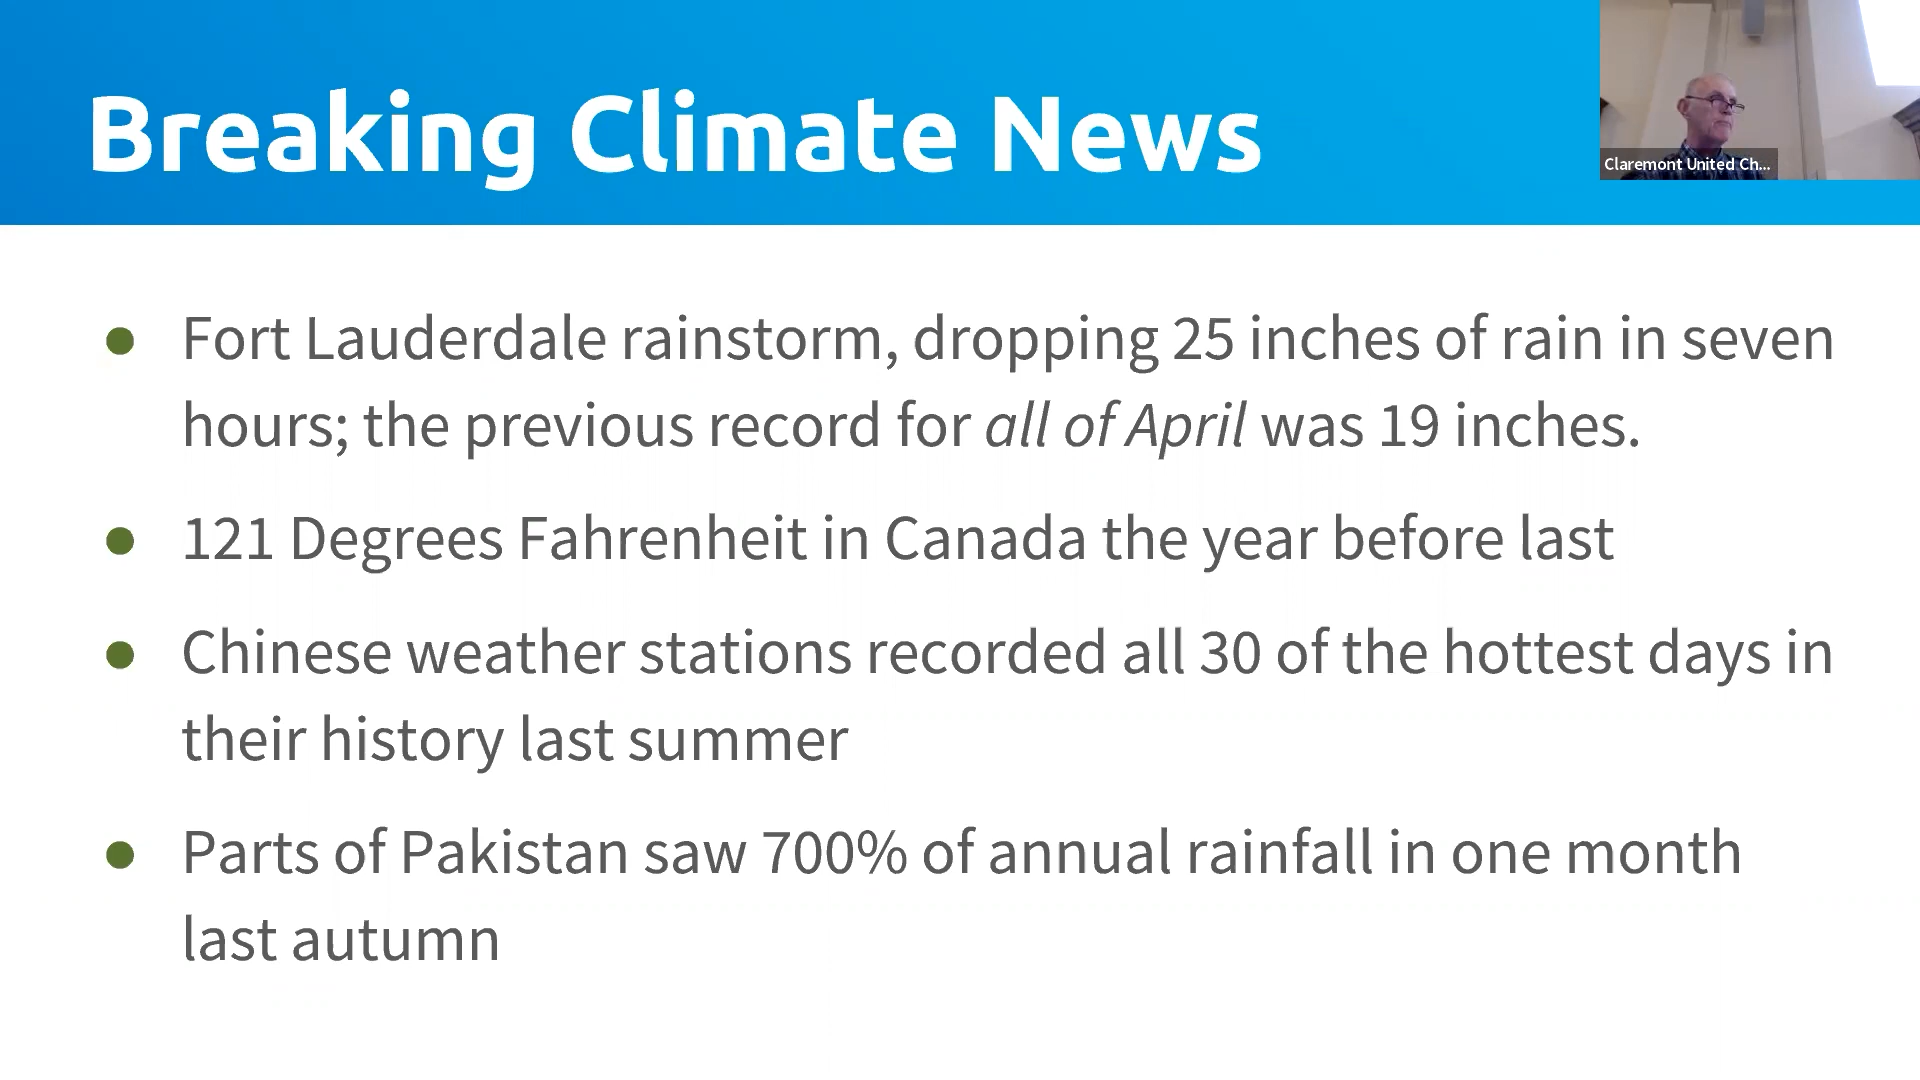 Breaking Climate News
Claremont United Ch...
● Fort Lauderdale rainstorm, dropping 25 inches of rain in seven
hours; the previous record for all of April was 19 inches.
● 121 Degrees Fahrenheit in Canada the year before last
● Chinese weather stations recorded all 30 of the hottest days in
their history last summer
● Parts of Pakistan saw 700% of annual rainfall in one month
last autumn